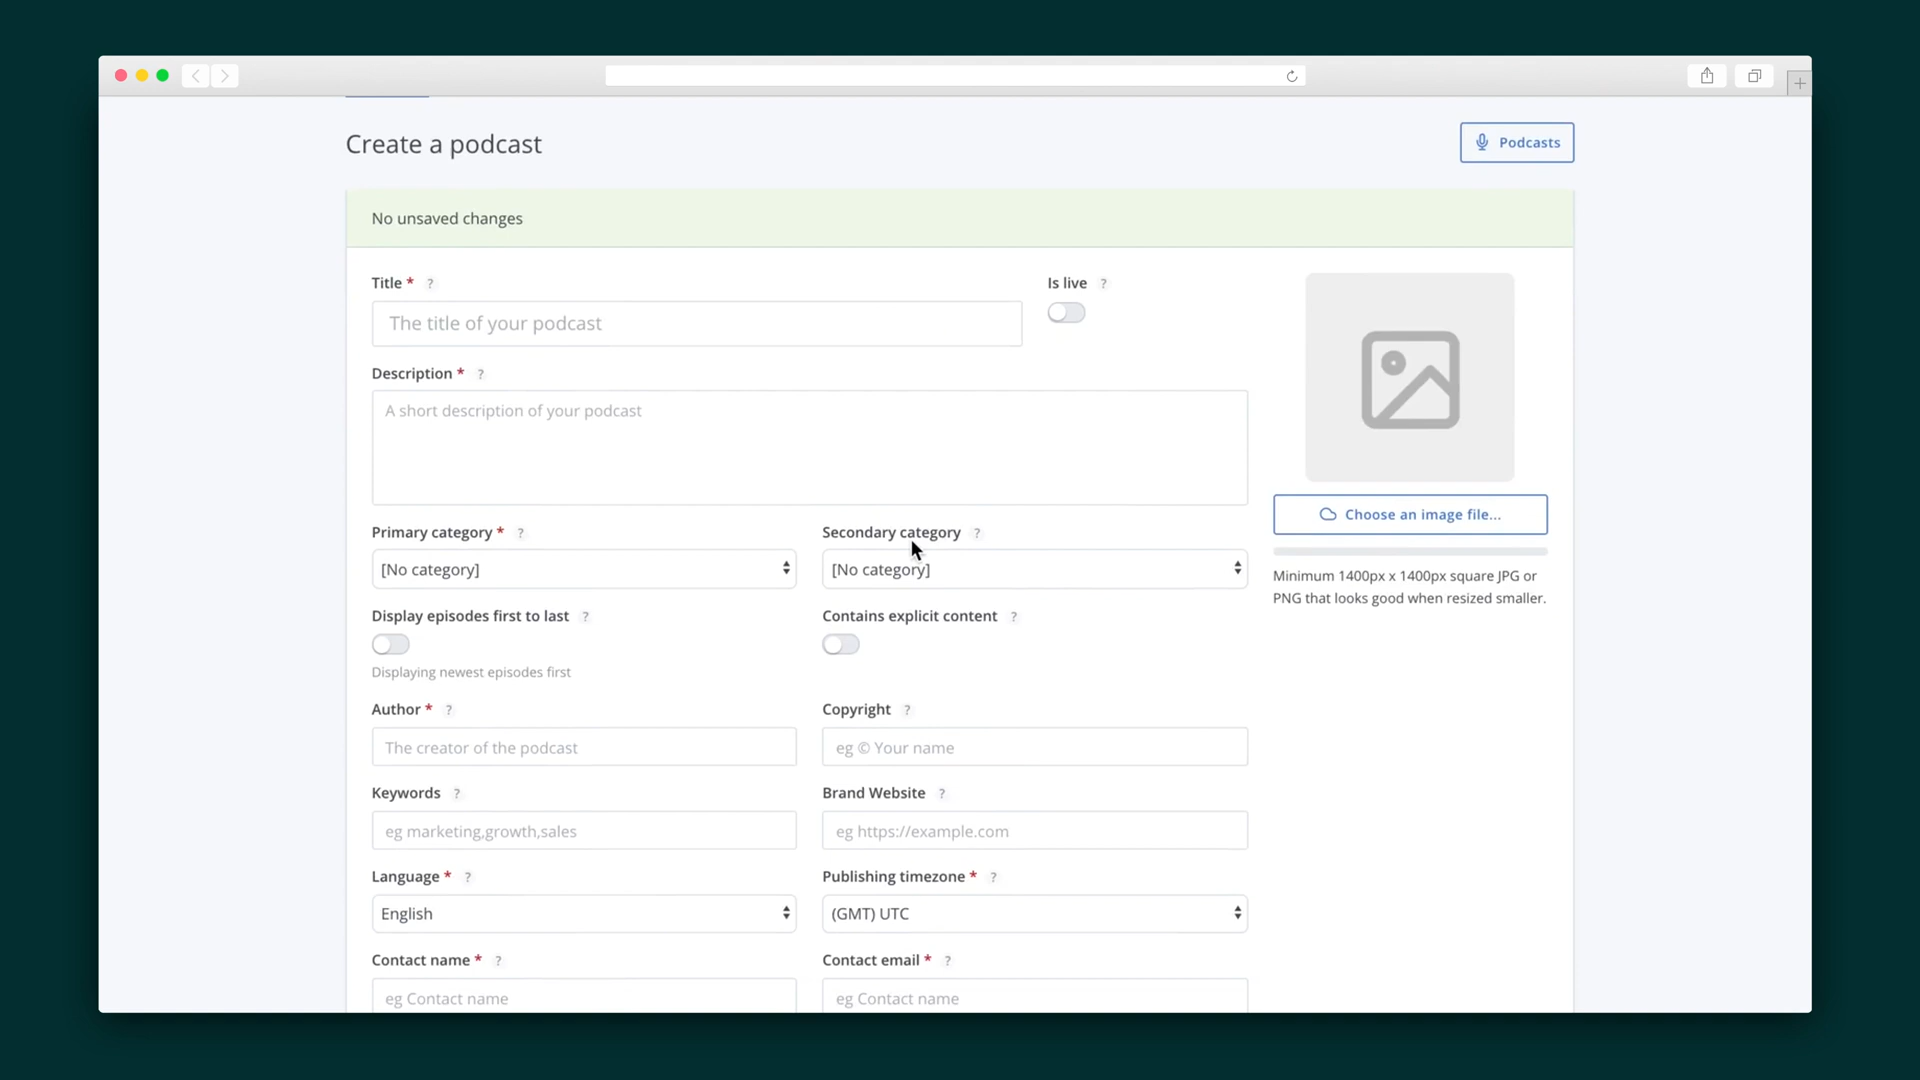 Create a podcast
Podcasts
No unsaved changes
Title * ?
Is live ?
The title of your podcast
Description * ?
A short description of your podcast
Choose an image file...
Minimum 1400px x 1400px square JPG or
PNG that looks good when resized smaller.
Primary category * ?
Secondary category ?
[No category]
[No category]
Display episodes first to last ?
Contains explicit content ?
Displaying newest episodes first
Author * ?
Copyright ?
The creator of the podcast
eg © Your name
Keywords ?
Brand Website ?
eg marketing,growth,sales
eg https://example.com
Language * ?
Publishing timezone * ?
English
(GMT) UTC
Contact name * ?
Contact email * ?
eg Contact name
eg Contact name